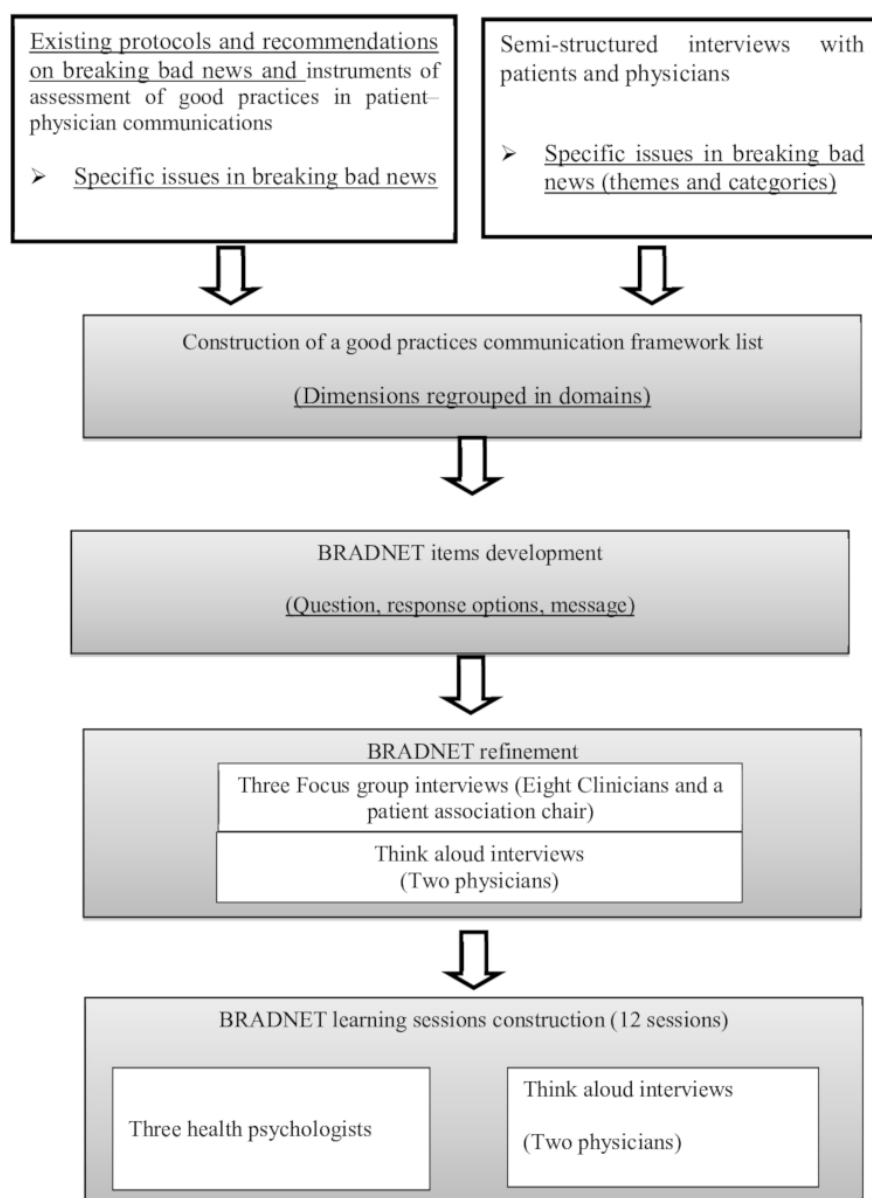 Existing protocols and recommendations
on breaking bad news and instruments of
assessment of good practices in patient–
physician communications
➤ Specific issues in breaking bad news
Semi-structured interviews with
patients and physicians
➤ Specific issues in breaking bad
news (themes and categories)
Construction of a good practices communication framework list
(Dimensions regrouped in domains)
BRADNET items development
(Question, response options, message)
BRADNET refinement
Three Focus group interviews (Eight Clinicians and a
patient association chair)
Think aloud interviews
(Two physicians)
BRADNET learning sessions construction (12 sessions)
Three health psychologists
Think aloud interviews
(Two physicians)